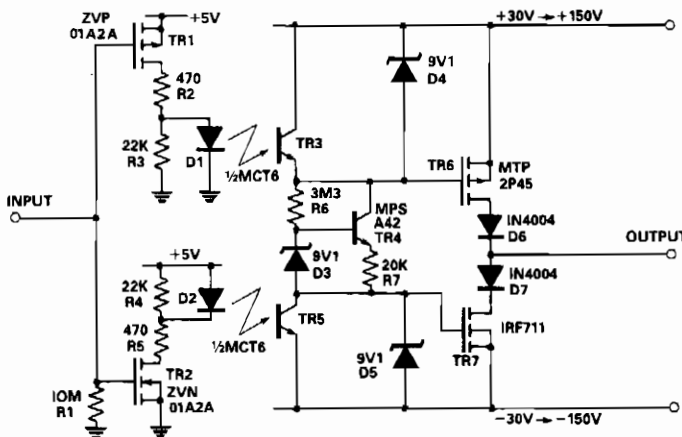 ZVP
01A2A
+5V
TR1
470
R2
22K
R3
D1
½MCT6
INPUT
+5V
22K
R4
D2
470
R5
½MCT6
TR2
ZVN
01A2A
IOM
R1
+30V → +150V
9V1
D4
TR3
3M3
R6
MPS
A42
TR4
9V1
D3
20K
R7
TR5
9V1
D5
TR6
MTP
2P45
IN4004
D6
OUTPUT
IN4004
D7
IRF711
TR7
−30V → −150V